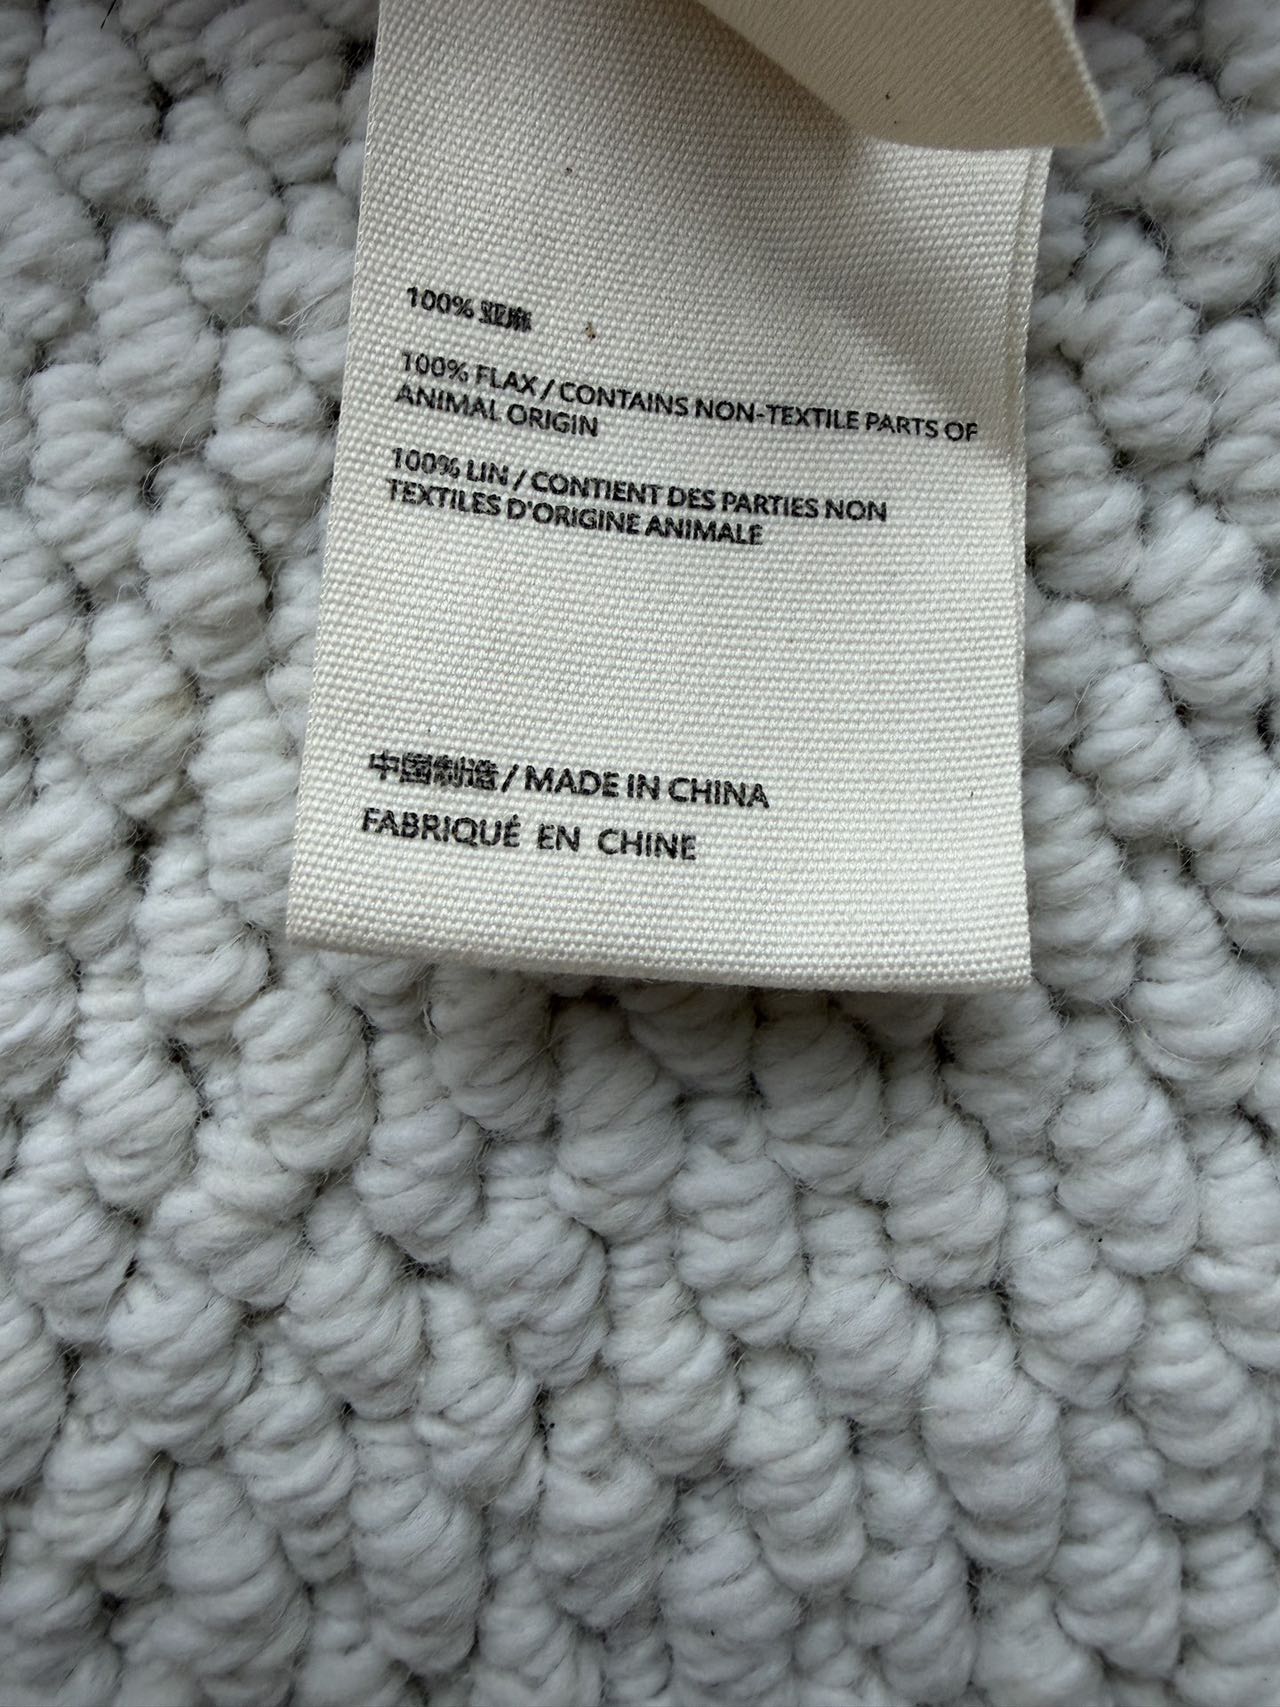 100% 亚麻
100% FLAX / CONTAINS NON-TEXTILE PARTS OF
ANIMAL ORIGIN
100% LIN / CONTIENT DES PARTIES NON
TEXTILES D'ORIGINE ANIMALE
中国制造 / MADE IN CHINA
FABRIQUÉ EN CHINE